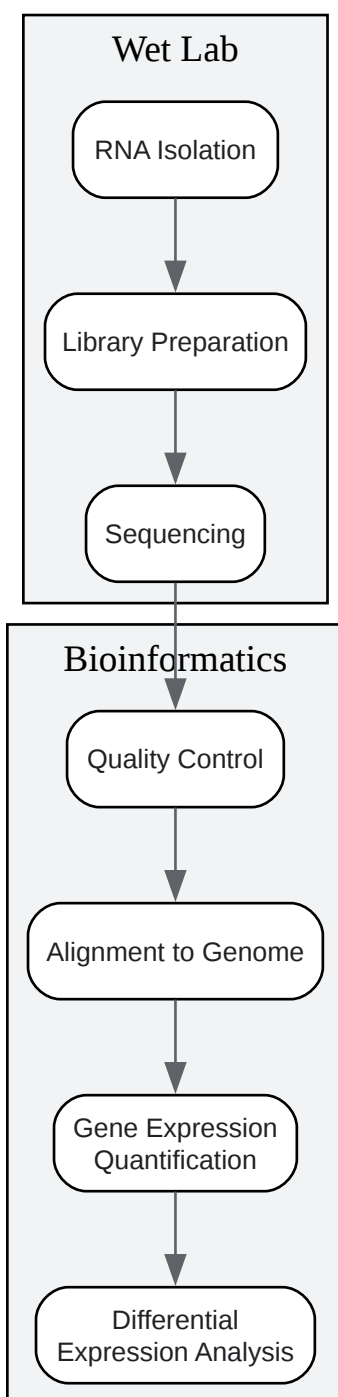 Wet Lab
RNA Isolation
Library Preparation
Sequencing
Bioinformatics
Quality Control
Alignment to Genome
Gene Expression
Quantification
Differential
Expression Analysis